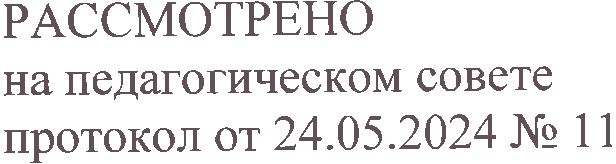 РАССМОТРЕНО
на педагогическом совете
протокол от 24.05.2024 № 11